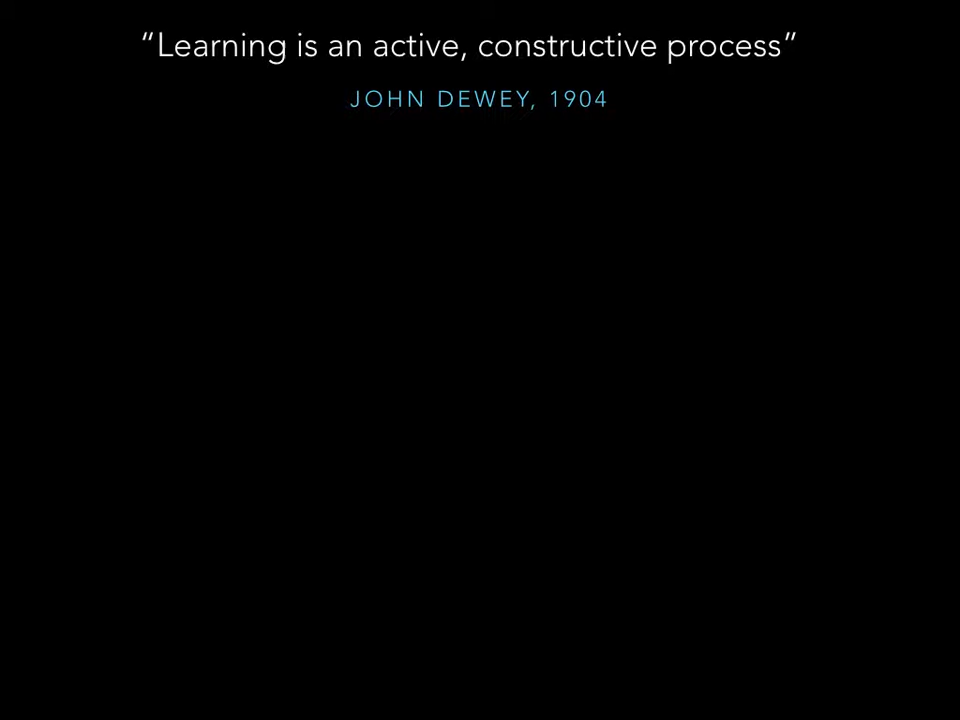 “Learning is an active, constructive process”
JOHN DEWEY, 1904